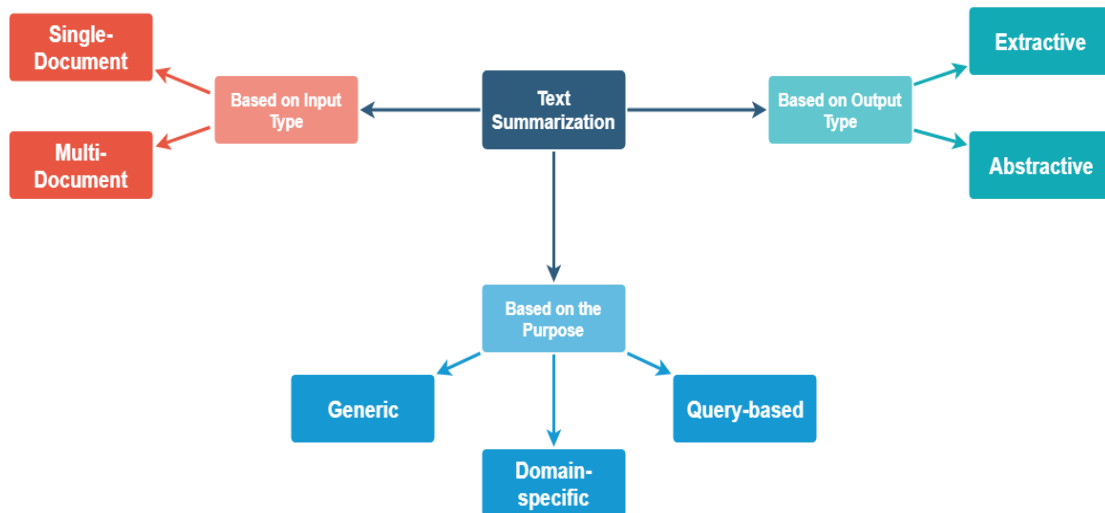 Single-
Document
Multi-
Document
Based on Input
Type
Text
Summarization
Based on Output
Type
Extractive
Abstractive
Based on the
Purpose
Generic
Query-based
Domain-
specific